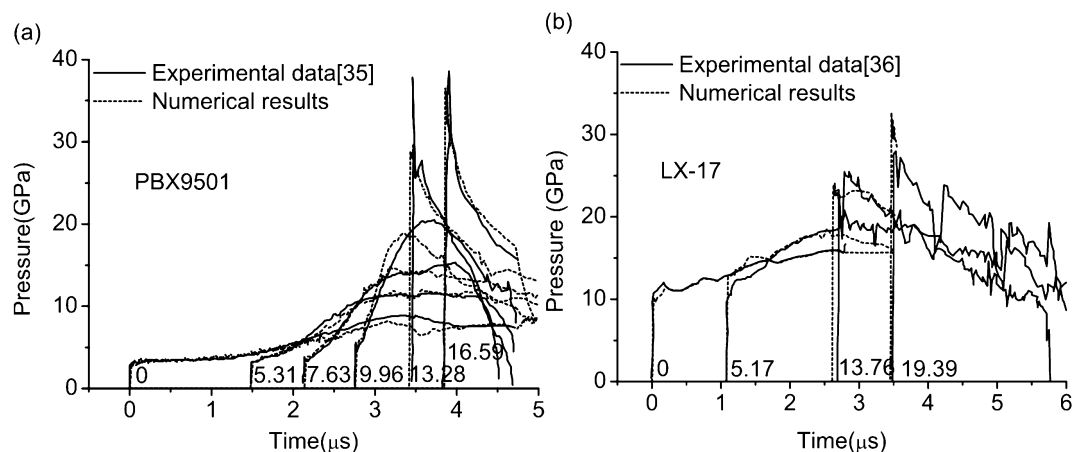 (a)
40
30
20
10
0
Pressure(GPa)
Experimental data[35]
Numerical results
PBX9501
0
5.31
7.63
9.96
13.28
16.59
0
1
2
3
4
5
Time(μs)
(b)
40
30
20
10
0
Pressure (GPa)
Experimental data[36]
Numerical results
LX-17
0
5.17
13.76
19.39
0
1
2
3
4
5
6
Time(μs)